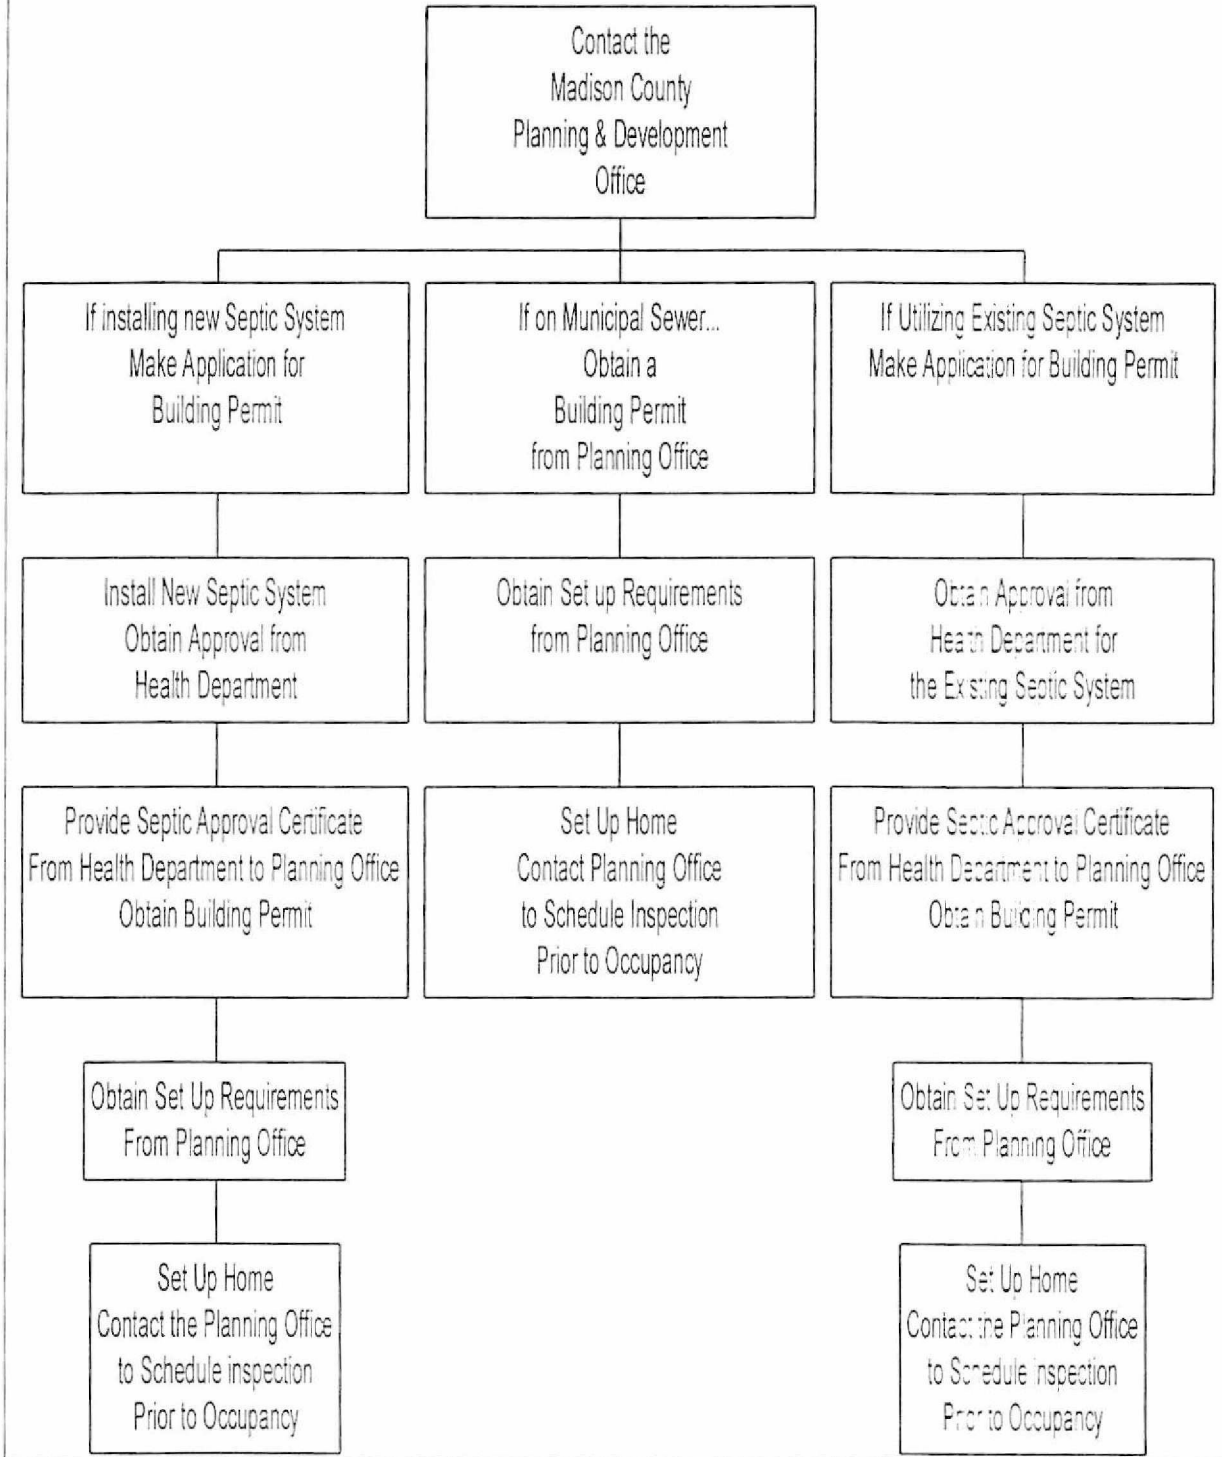 Contact the
Madison County
Planning & Development
Office
If installing new Septic System
Make Application for
Building Permit
If on Municipal Sewer...
Obtain a
Building Permit
from Planning Office
If Utilizing Existing Septic System
Make Application for Building Permit
Install New Septic System
Obtain Approval from
Health Department
Obtain Set up Requirements
from Planning Office
Obtain Approval from
Health Department for
the Existing Septic System
Provide Septic Approval Certificate
From Health Department to Planning Office
Obtain Building Permit
Set Up Home
Contact Planning Office
to Schedule Inspection
Prior to Occupancy
Provide Septic Approval Certificate
From Health Department to Planning Office
Obtain Building Permit
Obtain Set Up Requirements
From Planning Office
Obtain Set Up Requirements
From Planning Office
Set Up Home
Contact the Planning Office
to Schedule inspection
Prior to Occupancy
Set Up Home
Contact the Planning Office
to Schedule inspection
Prior to Occupancy